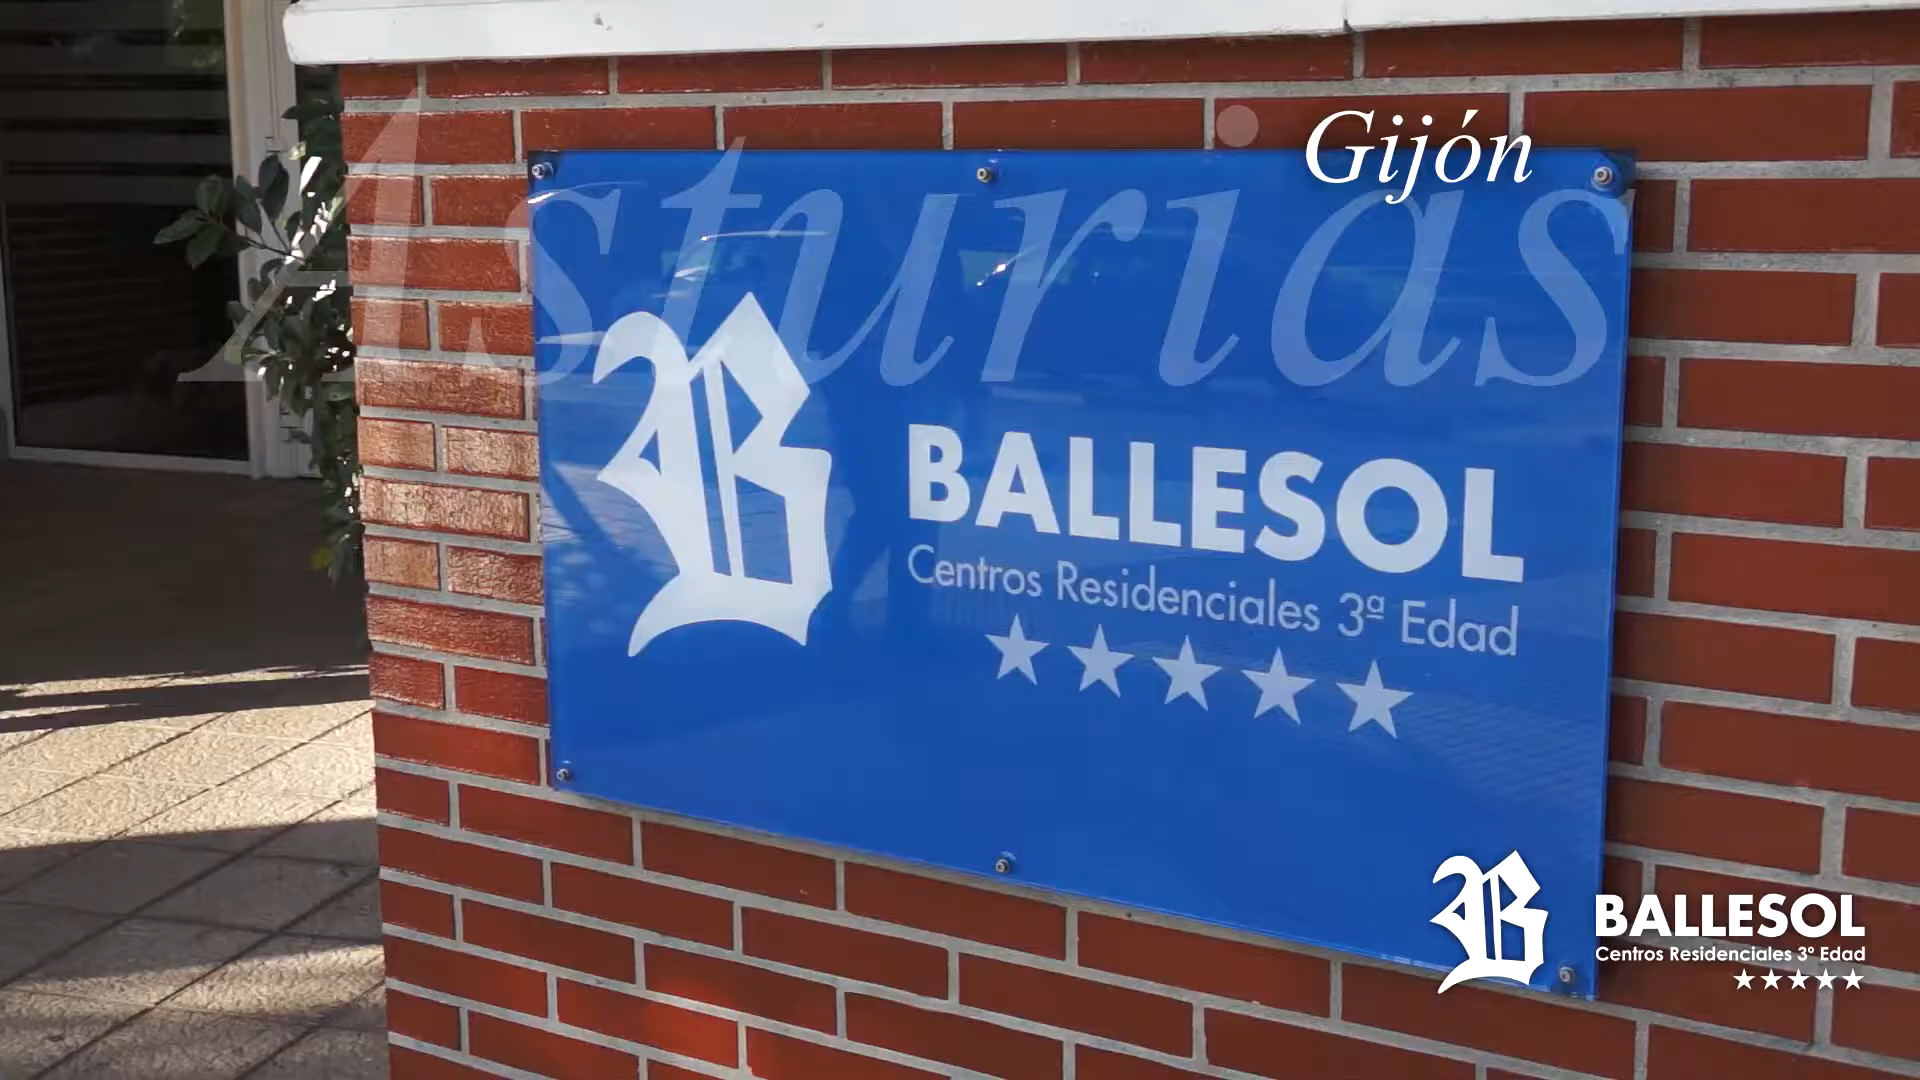 Gijón
Asturias
B
BALLESOL
Centros Residenciales 3ª Edad
B
BALLESOL
Centros Residenciales 3º Edad